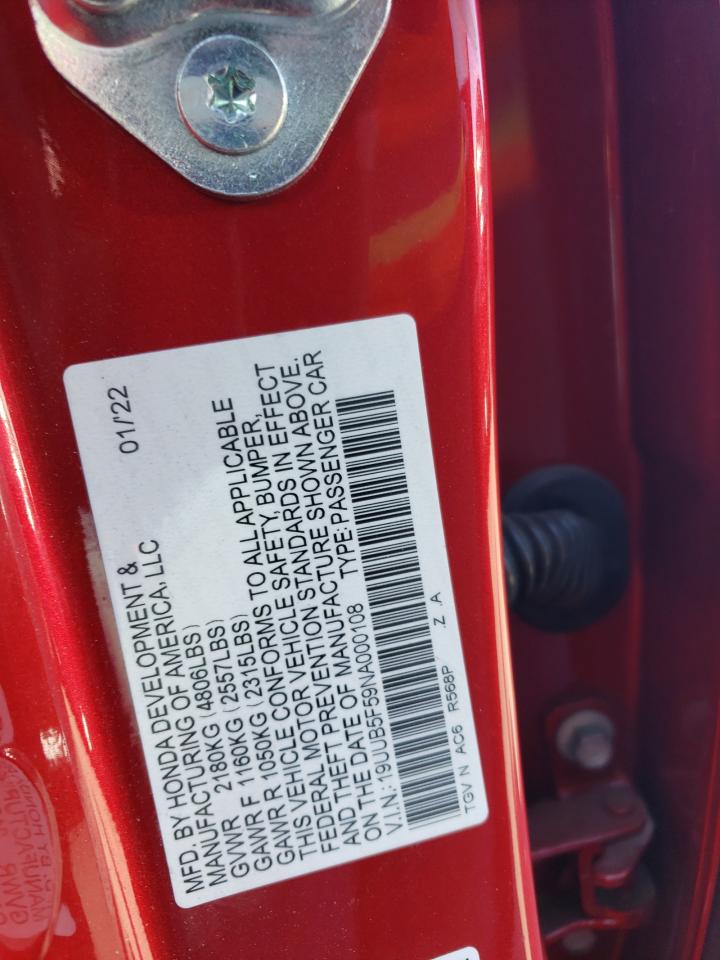 MFD. BY HONDA DEVELOPMENT &
MANUFACTURING OF AMERICA, LLC 01/'22
GVWR 2180KG (4806LBS)
GAWR F 1160KG (2557LBS)
GAWR R 1050KG (2315LBS)
THIS VEHICLE CONFORMS TO ALL APPLICABLE
FEDERAL MOTOR VEHICLE SAFETY, BUMPER,
AND THEFT PREVENTION STANDARDS IN EFFECT
ON THE DATE OF MANUFACTURE SHOWN ABOVE.
V.I.N.: 19UUB5F59NA000108 TYPE: PASSENGER CAR
TGV N AC6 R568P .Z .A